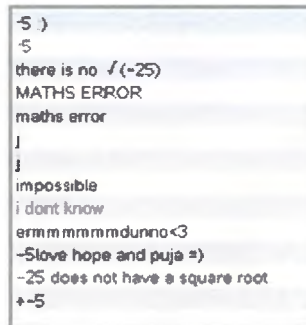 -5 :)
-5
there is no √(-25)
MATHS ERROR
maths error
j
j
impossible
i dont know
ermmmmmmdunno<3
-5love hope and puja =)
-25 does not have a square root
+-5